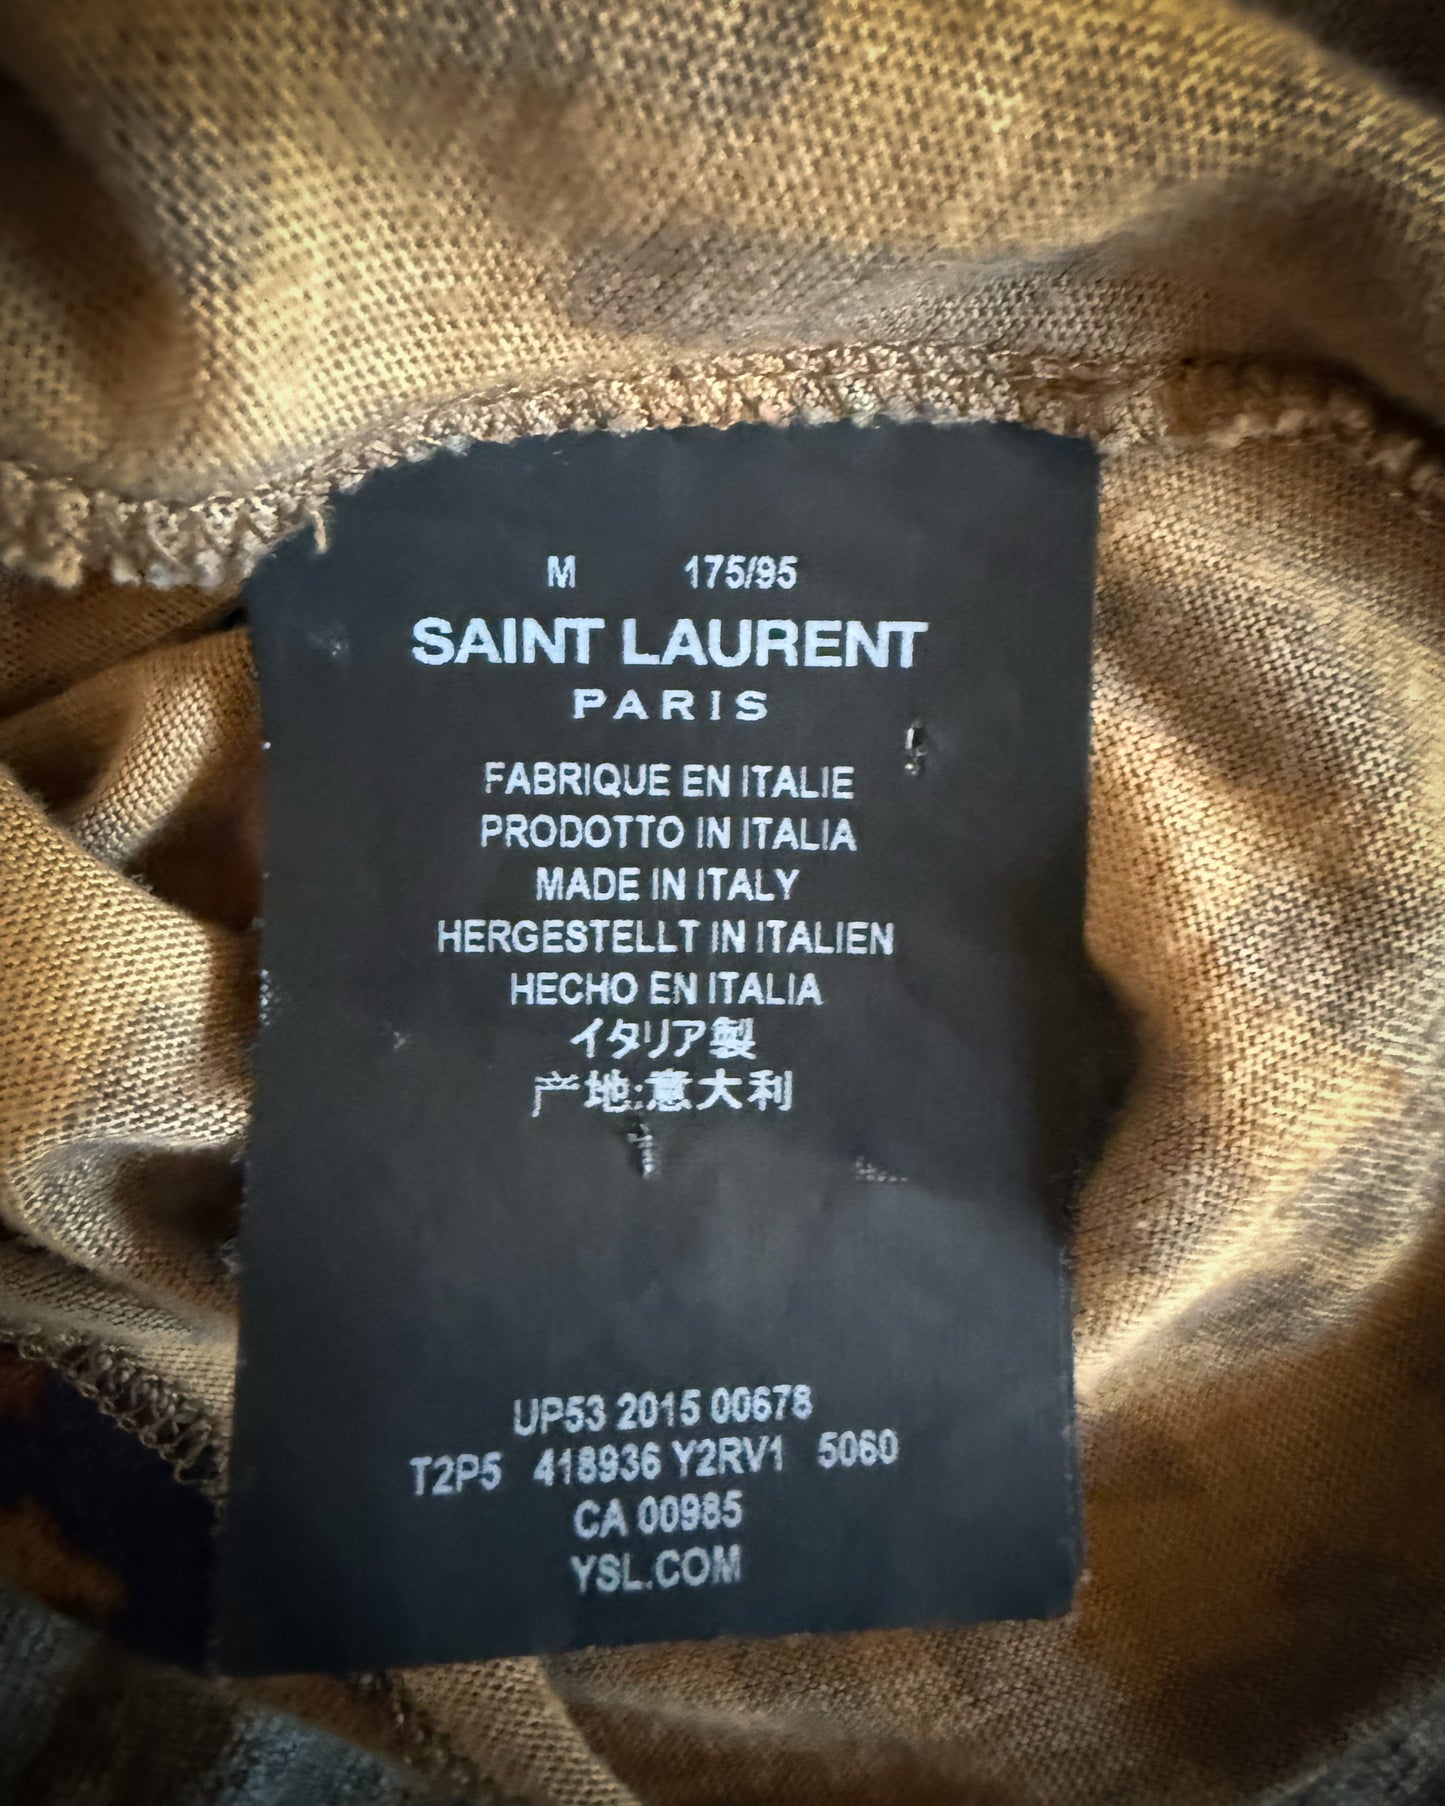 M 175/95
SAINT LAURENT
PARIS
FABRIQUE EN ITALIE
PRODOTTO IN ITALIA
MADE IN ITALY
HERGESTELLT IN ITALIEN
HECHO EN ITALIA
イタリア製
产地:意大利
UP53 2015 00678
T2P5 418936 Y2RV1 5060
CA 00985
YSL.COM